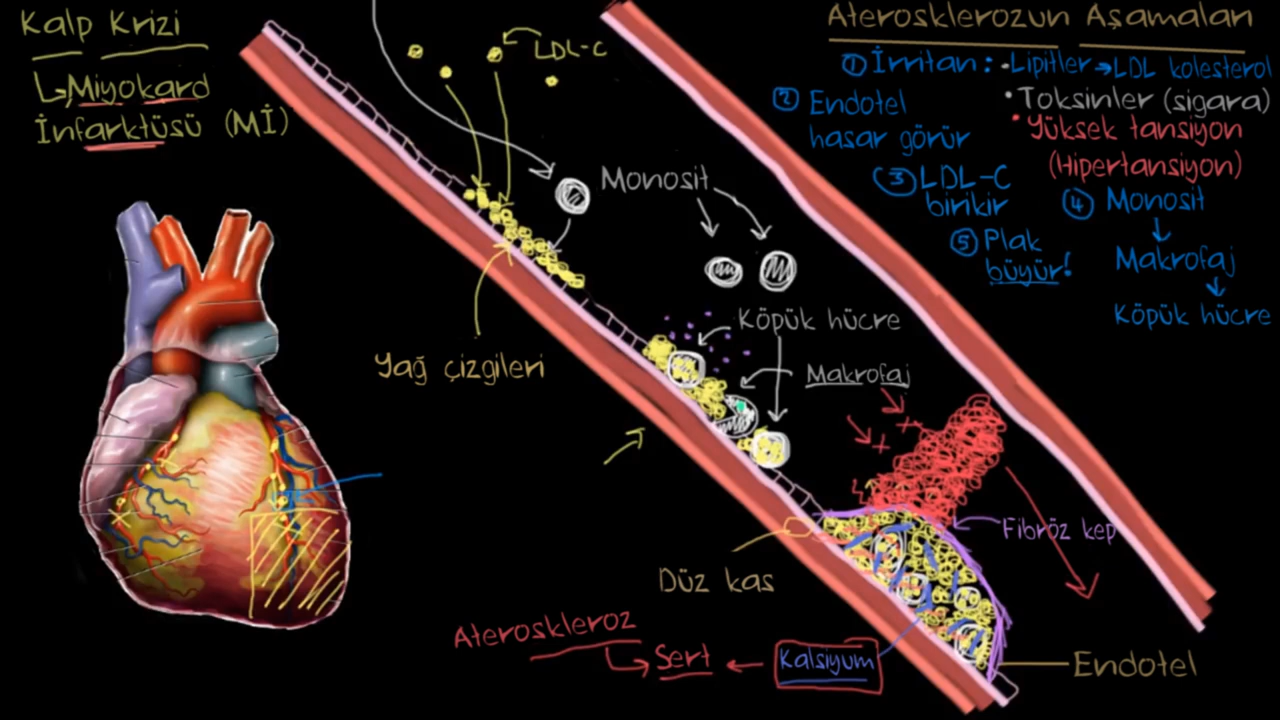 Kalp Krizi
Miyokard
İnfarktüsü (Mİ)
LDL-C
Monosit
Yağ çizgileri
Köpük hücre
Makrofaj
Fibröz kep
Düz kas
Ateroskleroz
Sert
Kalsiyum
Endotel
Aterosklerozun Aşamaları
① İrritan: -Lipitler→LDL kolesterol
• Toksinler (sigara)
• Yüksek tansiyon
(Hipertansiyon)
② Endotel
hasar görür
③ LDL-C
birikir
④ Monosit
↓
Makrofaj
↓
Köpük hücre
⑤ Plak
büyür!